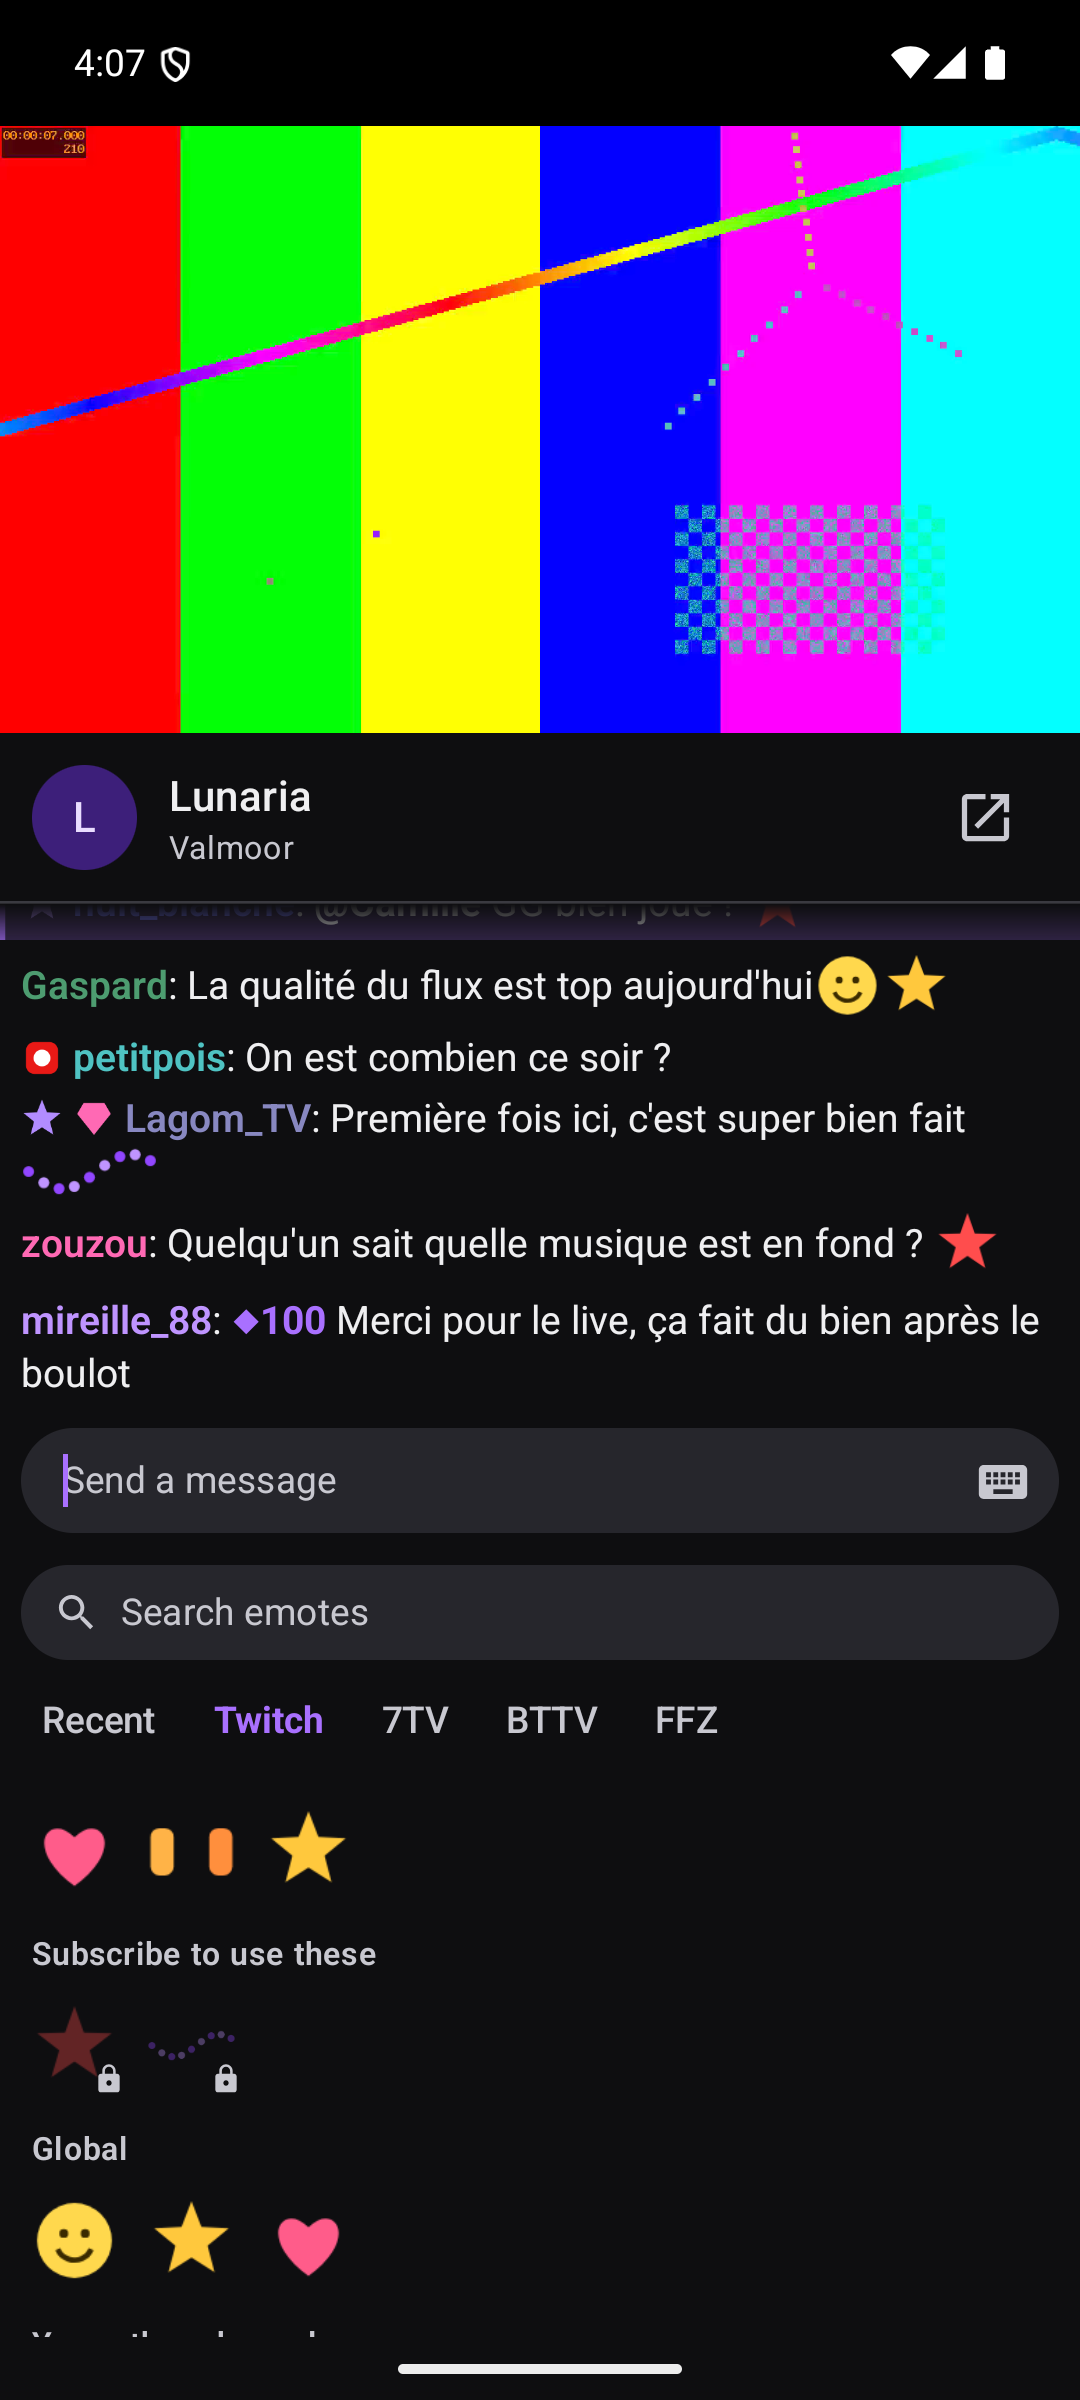 4:07
00:00:07.000
210
L
Lunaria
Valmoor
Gaspard: La qualité du flux est top aujourd'hui
petitpois: On est combien ce soir ?
Lagom_TV: Première fois ici, c'est super bien fait
zouzou: Quelqu'un sait quelle musique est en fond ?
mireille_88: ◆100 Merci pour le live, ça fait du bien après le
boulot
Send a message
Search emotes
Recent Twitch 7TV BTTV FFZ
Subscribe to use these
Global